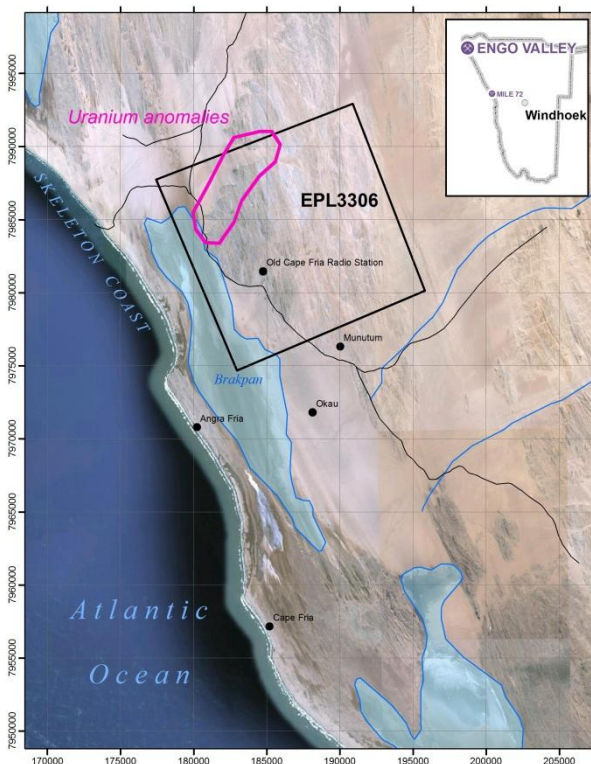 ENGO VALLEY
MILE 72
Windhoek
Uranium anomalies
EPL3306
SKELETON COAST
Old Cape Fria Radio Station
Munutum
Brakpan
Okau
Angra Fria
Cape Fria
Atlantic
Ocean
7995000
7990000
7985000
7980000
7975000
7970000
7965000
7960000
7955000
7950000
170000 175000 180000 185000 190000 195000 200000 205000